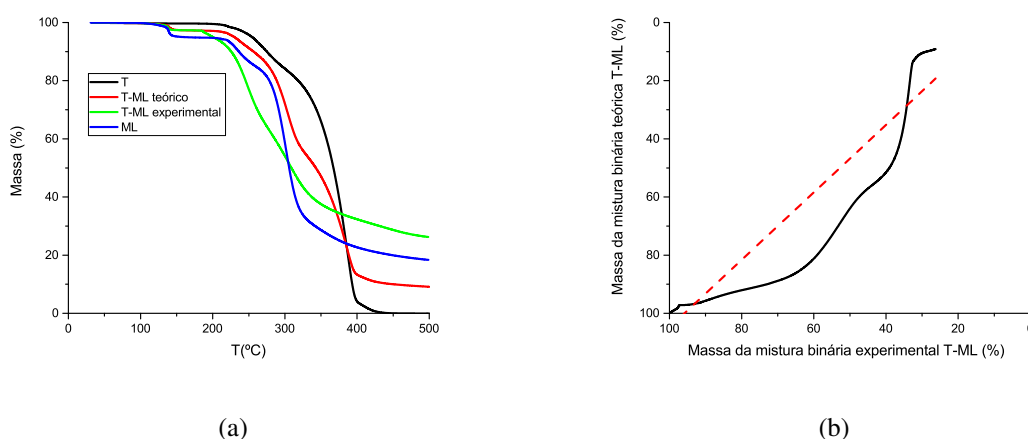 100
80
60
40
20
0
Massa (%)
T
T-ML teórico
T-ML experimental
ML
0
100
200
300
400
500
T(ºC)
(a)
0
20
40
60
80
100
Massa da mistura binária teórica T-ML (%)
100
80
60
40
20
Massa da mistura binária experimental T-ML (%)
(b)